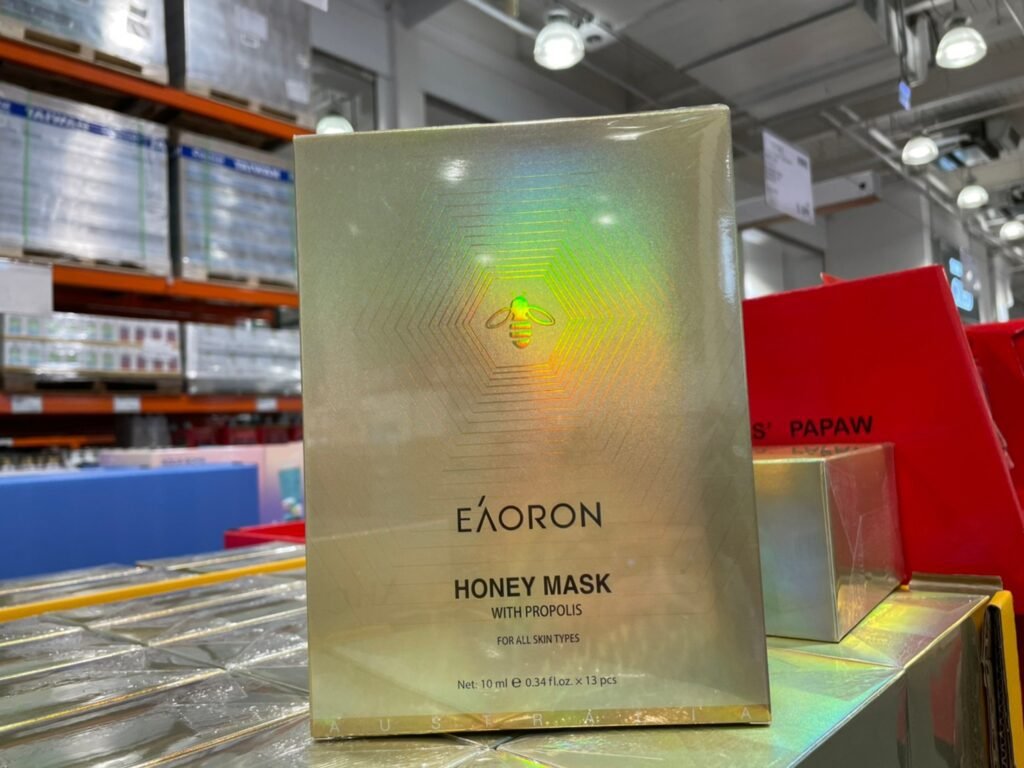 TAIWAN
EÁORON
HONEY MASK
WITH PROPOLIS
FOR ALL SKIN TYPES
Net: 10 ml ℮ 0.34 fl.oz. × 13 pcs
AUSTRALIA
S' PAPAW